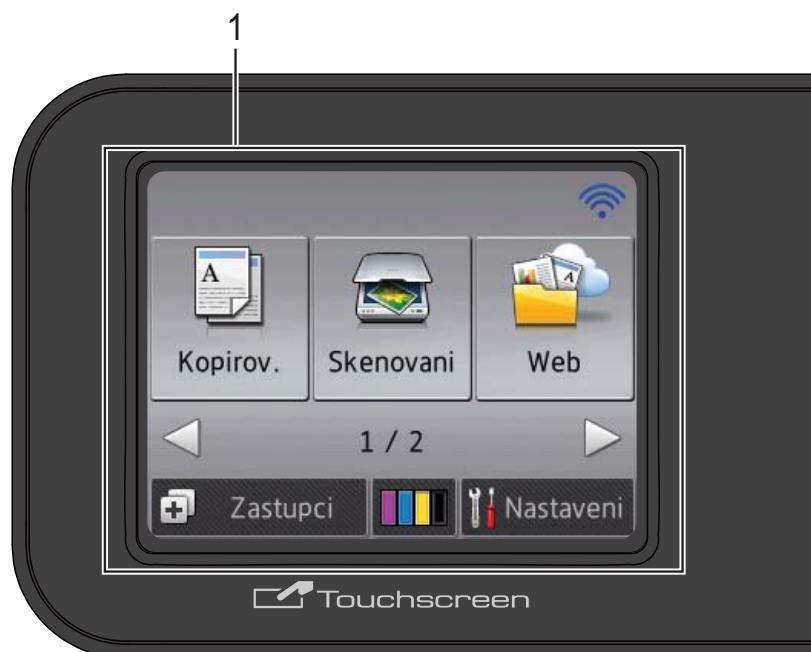 1
Kopirov. Skenovani Web
1 / 2
Zastupci Nastaveni
Touchscreen